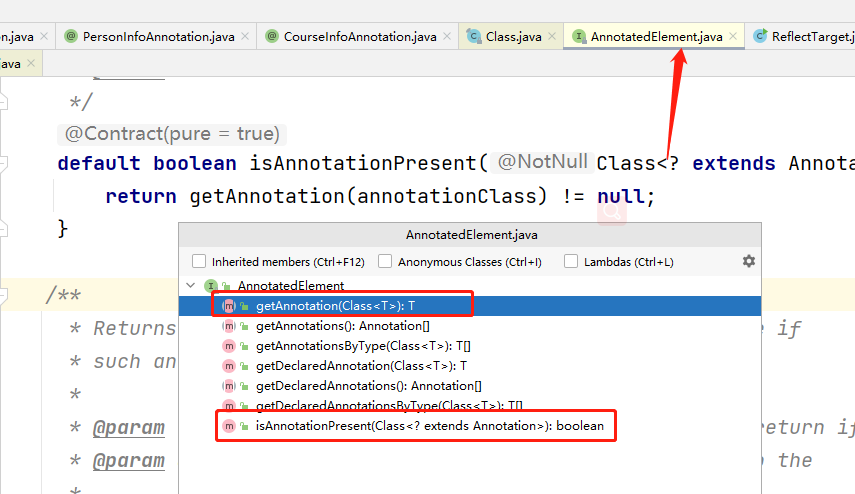 n.java PersonInfoAnnotation.java CourseInfoAnnotation.java Class.java AnnotatedElement.java ReflectTarget.j
ava
*/
@Contract(pure = true)
default boolean isAnnotationPresent( @NotNull Class<? extends Annota
return getAnnotation(annotationClass) != null;
}
AnnotatedElement.java
Inherited members (Ctrl+F12) Anonymous Classes (Ctrl+I) Lambdas (Ctrl+L)
AnnotatedElement
/**
getAnnotation(Class<T>): T
* Returns
getAnnotations(): Annotation[]
e if
getAnnotationsByType(Class<T>): T[]
* such an
getDeclaredAnnotation(Class<T>): T
*
getDeclaredAnnotations(): Annotation[]
getDeclaredAnnotationsByType(Class<T>): T[]
* @param
isAnnotationPresent(Class<? extends Annotation>): boolean
return if
* @param
the
*